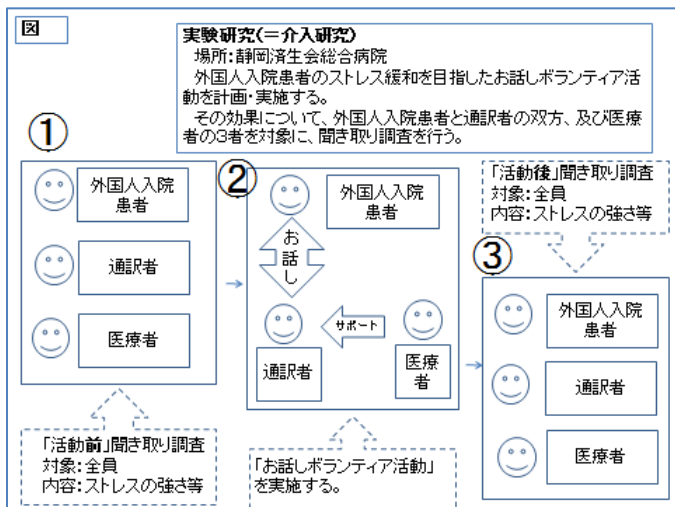 図
実験研究(=介入研究)
場所:静岡済生会総合病院
外国人入院患者のストレス緩和を目指したお話しボランティア活
動を計画・実施する。
その効果について、外国人入院患者と通訳者の双方、及び医療
者の3者を対象に、聞き取り調査を行う。
①
外国人入院
患者
通訳者
医療者
「活動前」聞き取り調査
対象:全員
内容:ストレスの強さ等
②
外国人入院
患者
お
話
し
サポート
通訳者
医療
者
「お話しボランティア活動」
を実施する。
「活動後」聞き取り調査
対象:全員
内容:ストレスの強さ等
③
外国人入院
患者
通訳者
医療者